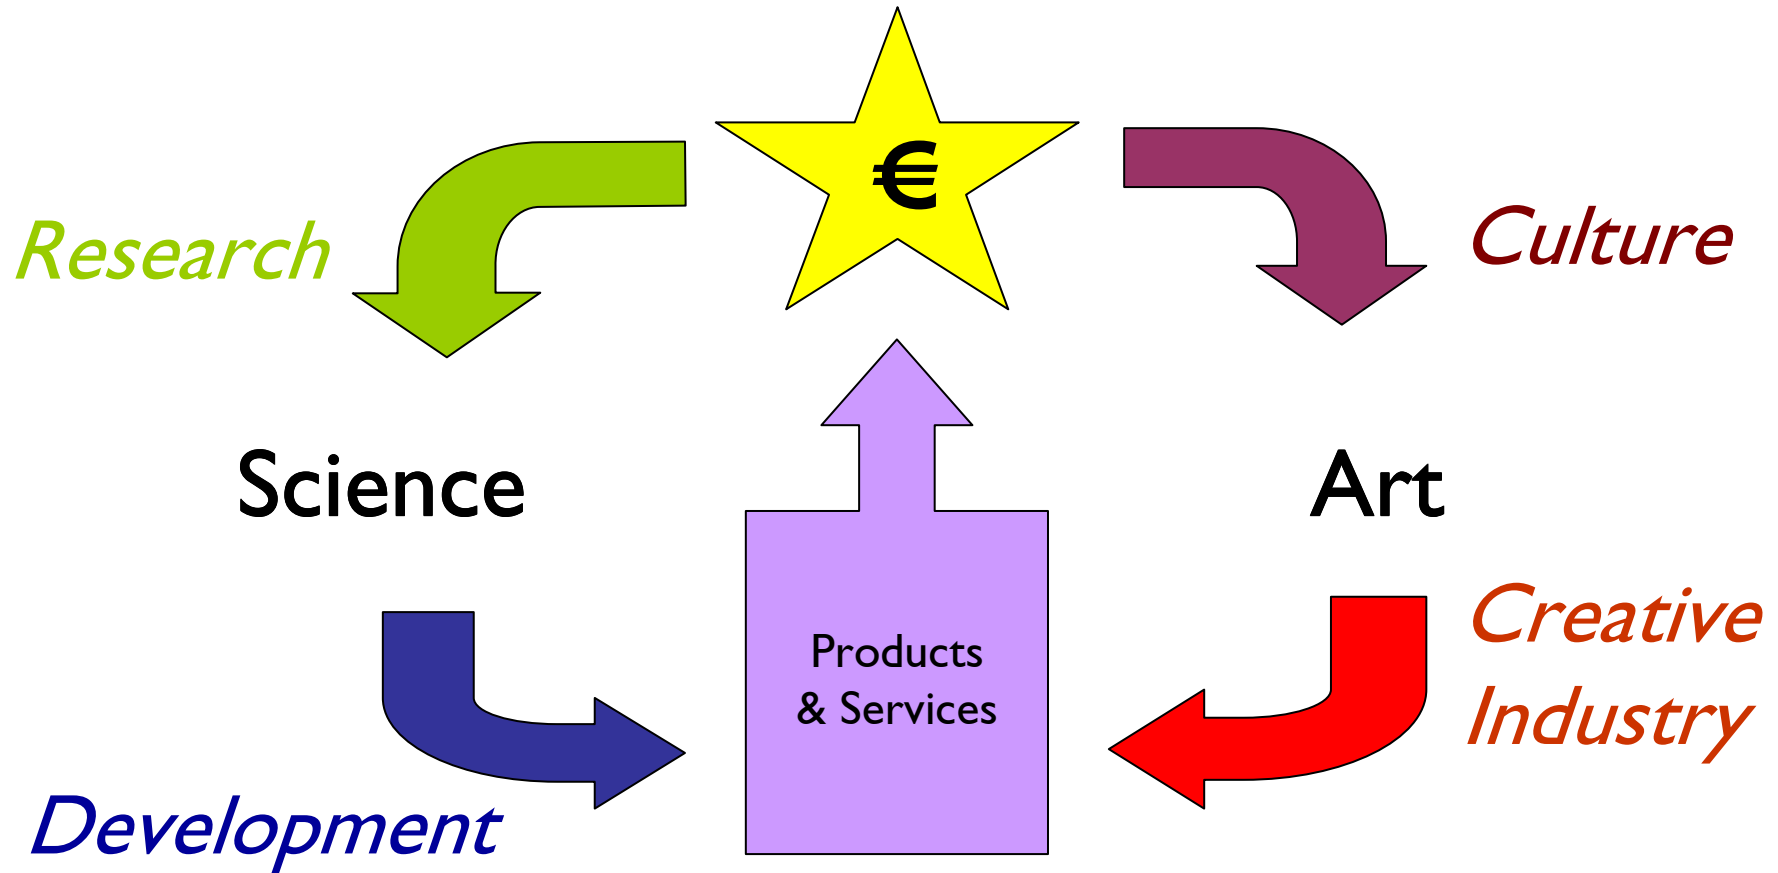 €
Research
Culture
Science
Art
Creative
Industry
Products
& Services
Development